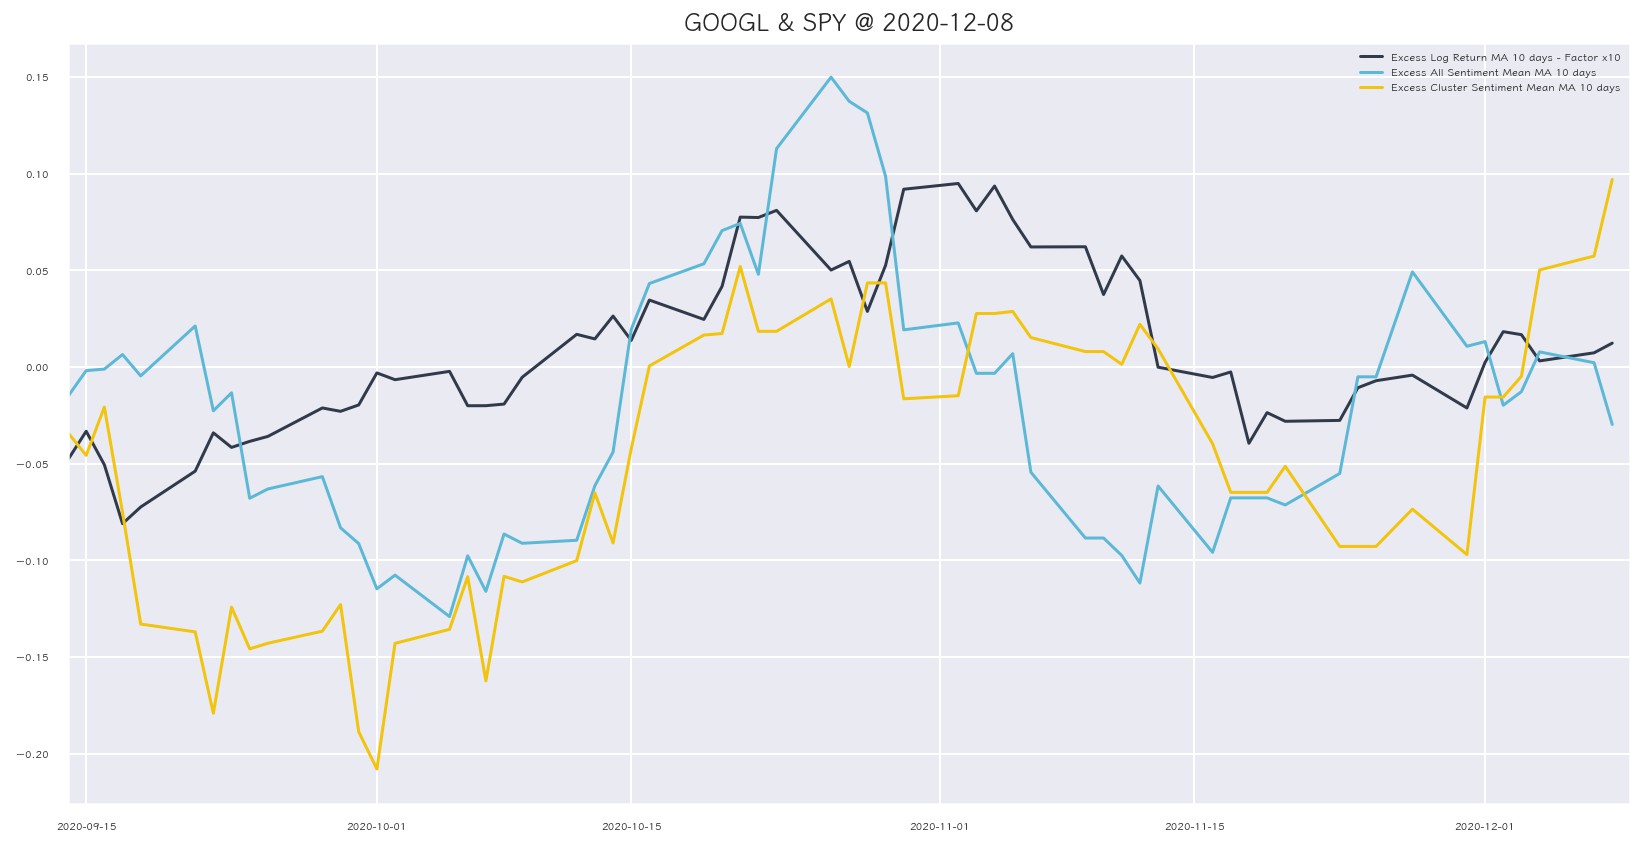 GOOGL & SPY @ 2020-12-08
Excess Log Return MA 10 days - Factor x10
Excess All Sentiment Mean MA 10 days
Excess Cluster Sentiment Mean MA 10 days
0.15
0.10
0.05
0.00
−0.05
−0.10
−0.15
−0.20
2020-09-15 2020-10-01 2020-10-15 2020-11-01 2020-11-15 2020-12-01